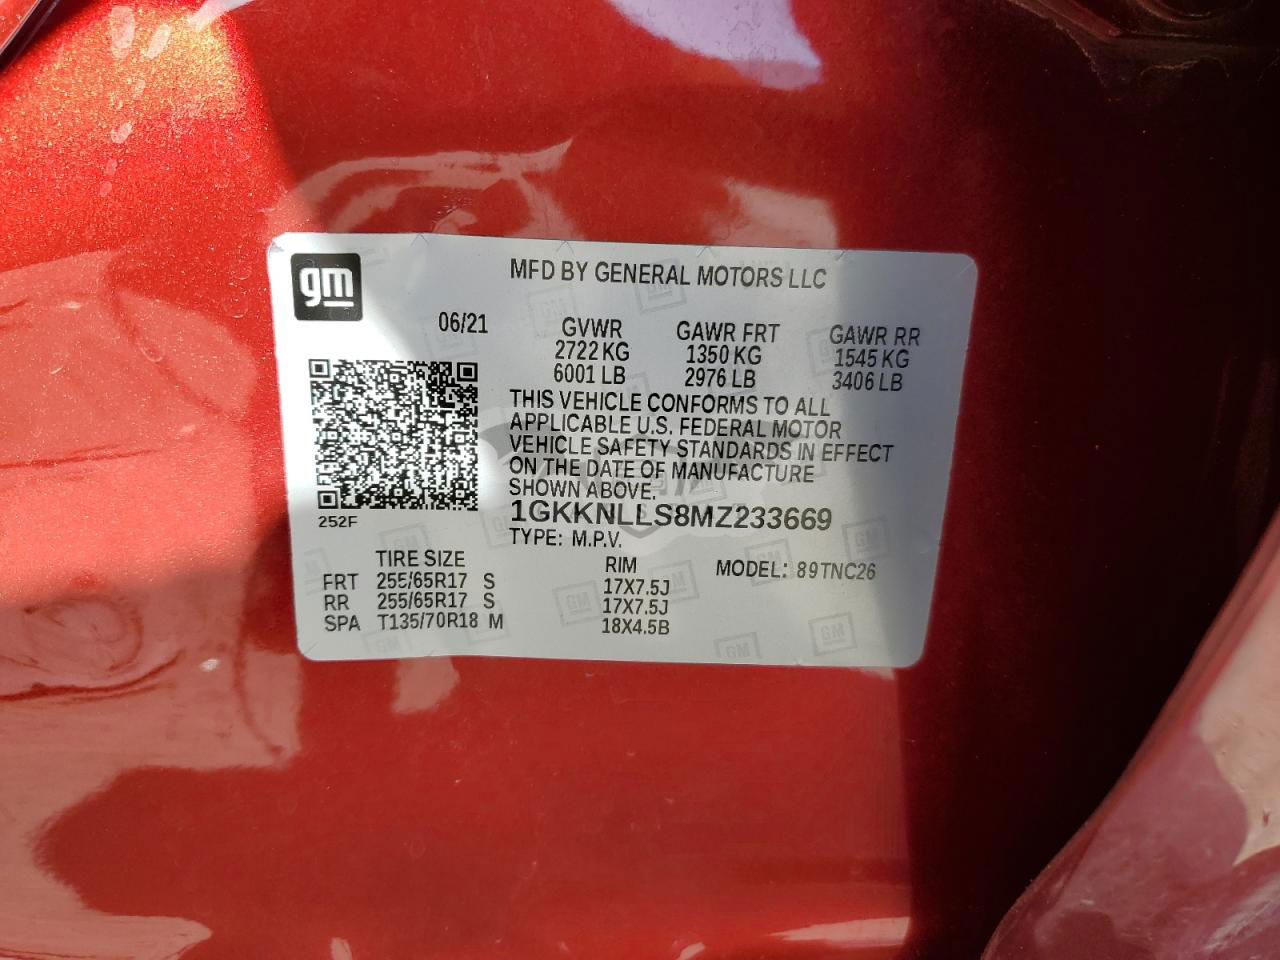 gm
MFD BY GENERAL MOTORS LLC
06/21 GVWR GAWR FRT GAWR RR
2722 KG 1350 KG 1545 KG
6001 LB 2976 LB 3406 LB
THIS VEHICLE CONFORMS TO ALL
APPLICABLE U.S. FEDERAL MOTOR
VEHICLE SAFETY STANDARDS IN EFFECT
ON THE DATE OF MANUFACTURE
SHOWN ABOVE.
252F
1GKKNLLS8MZ233669
TYPE: M.P.V.
TIRE SIZE RIM MODEL: 89TNC26
FRT 255/65R17 S 17X7.5J
RR 255/65R17 S 17X7.5J
SPA T135/70R18 M 18X4.5B